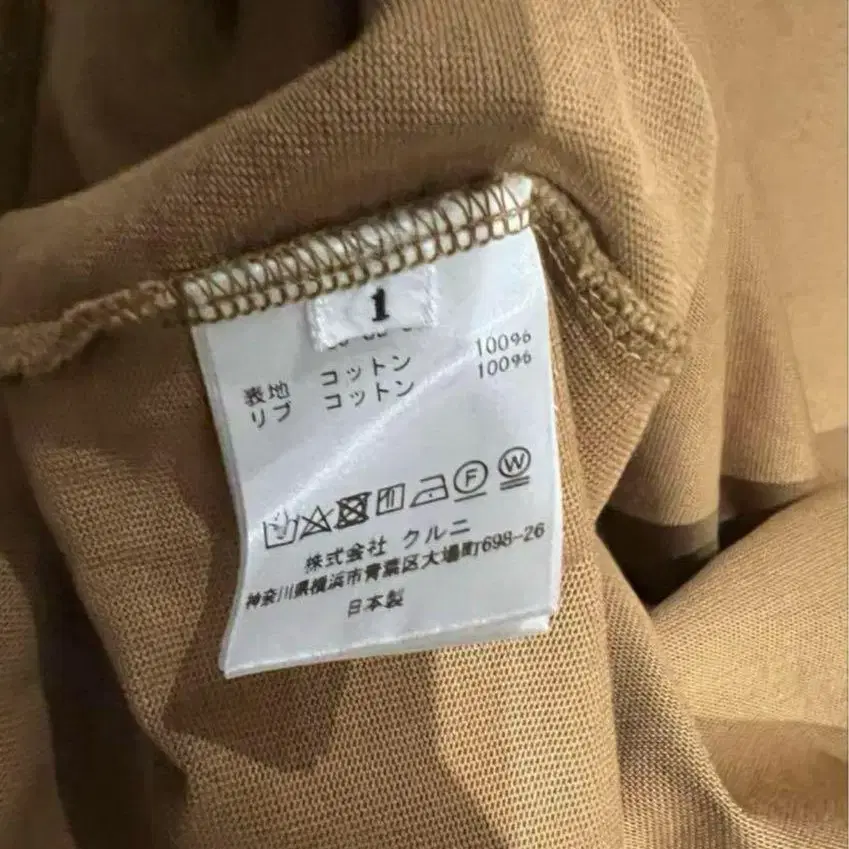 1
表地 コットン 100%
リブ コットン 100%
F W
株式会社 クルニ
神奈川県横浜市青葉区大場町698-26
日本製